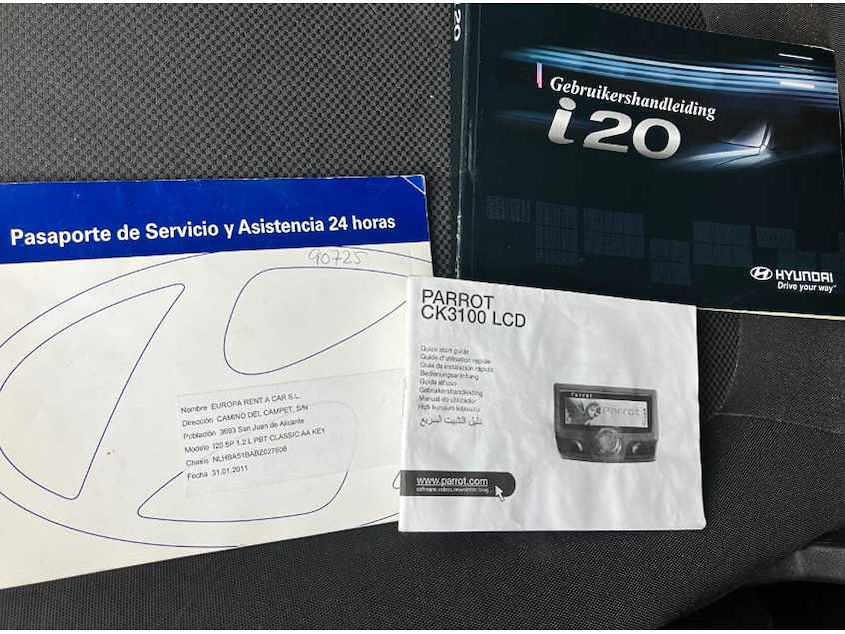 i20
Gebruikershandleiding
i20
HYUNDAI
Drive your way
Pasaporte de Servicio y Asistencia 24 horas
90725
Nombre EUROPA RENT A CAR S.L.
Dirección CAMINO DEL CAMPET, S/N
Población 3693 San Juan de Alicante
Modelo I20 5P 1.2 L PBT CLASSIC AA KEY
Chasis NLHBA51BABZ027608
Fecha 31.01.2011
PARROT
CK3100 LCD
Quick start guide
Guide d'utilisation rapide
Guía de instalación rápida
Bedienungsanleitung
Guida all'uso
Gebruikershandleiding
Manual do utilizador
دليل التثبيت السريع
Parrot
Parrot
www.parrot.com